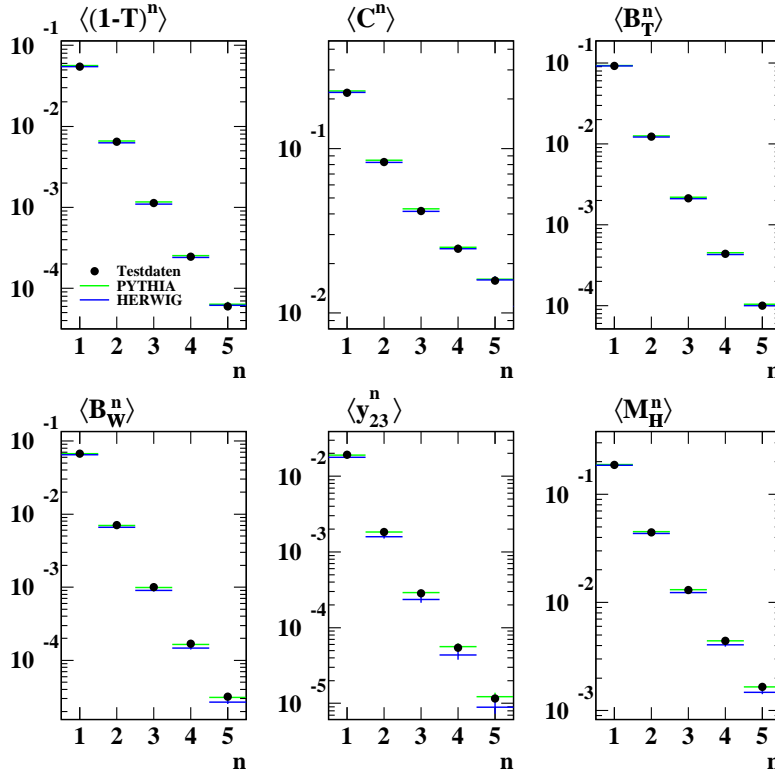 ⟨(1-T)ⁿ⟩
10⁻¹
10⁻²
10⁻³
10⁻⁴
Testdaten
PYTHIA
HERWIG
1 2 3 4 5
n
⟨Cⁿ⟩
10⁻¹
10⁻²
1 2 3 4 5
n
⟨B_Tⁿ⟩
10⁻¹
10⁻²
10⁻³
10⁻⁴
1 2 3 4 5
n
⟨B_Wⁿ⟩
10⁻¹
10⁻²
10⁻³
10⁻⁴
1 2 3 4 5
n
⟨y₂₃ⁿ⟩
10⁻²
10⁻³
10⁻⁴
10⁻⁵
1 2 3 4 5
n
⟨M_Hⁿ⟩
10⁻¹
10⁻²
10⁻³
1 2 3 4 5
n